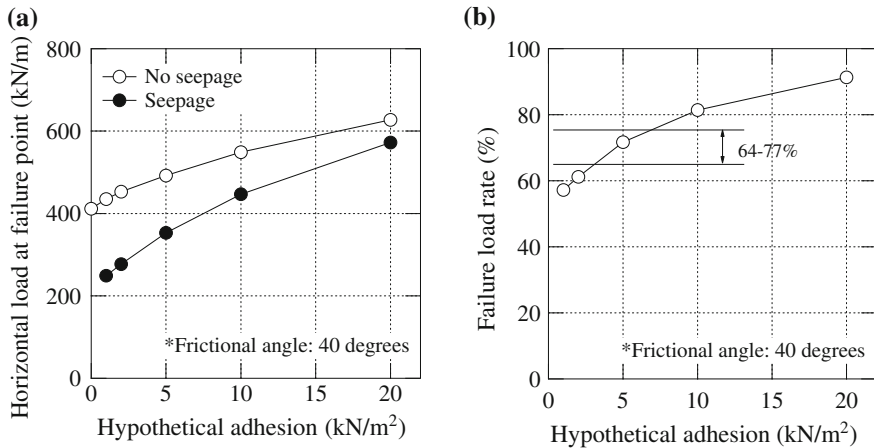 (a)
Horizontal load at failure point (kN/m)
800
600
400
200
0
No seepage
Seepage
*Frictional angle: 40 degrees
0 5 10 15 20
Hypothetical adhesion (kN/m²)
(b)
Failure load rate (%)
100
80
60
40
20
0
64-77%
*Frictional angle: 40 degrees
0 5 10 15 20
Hypothetical adhesion (kN/m²)